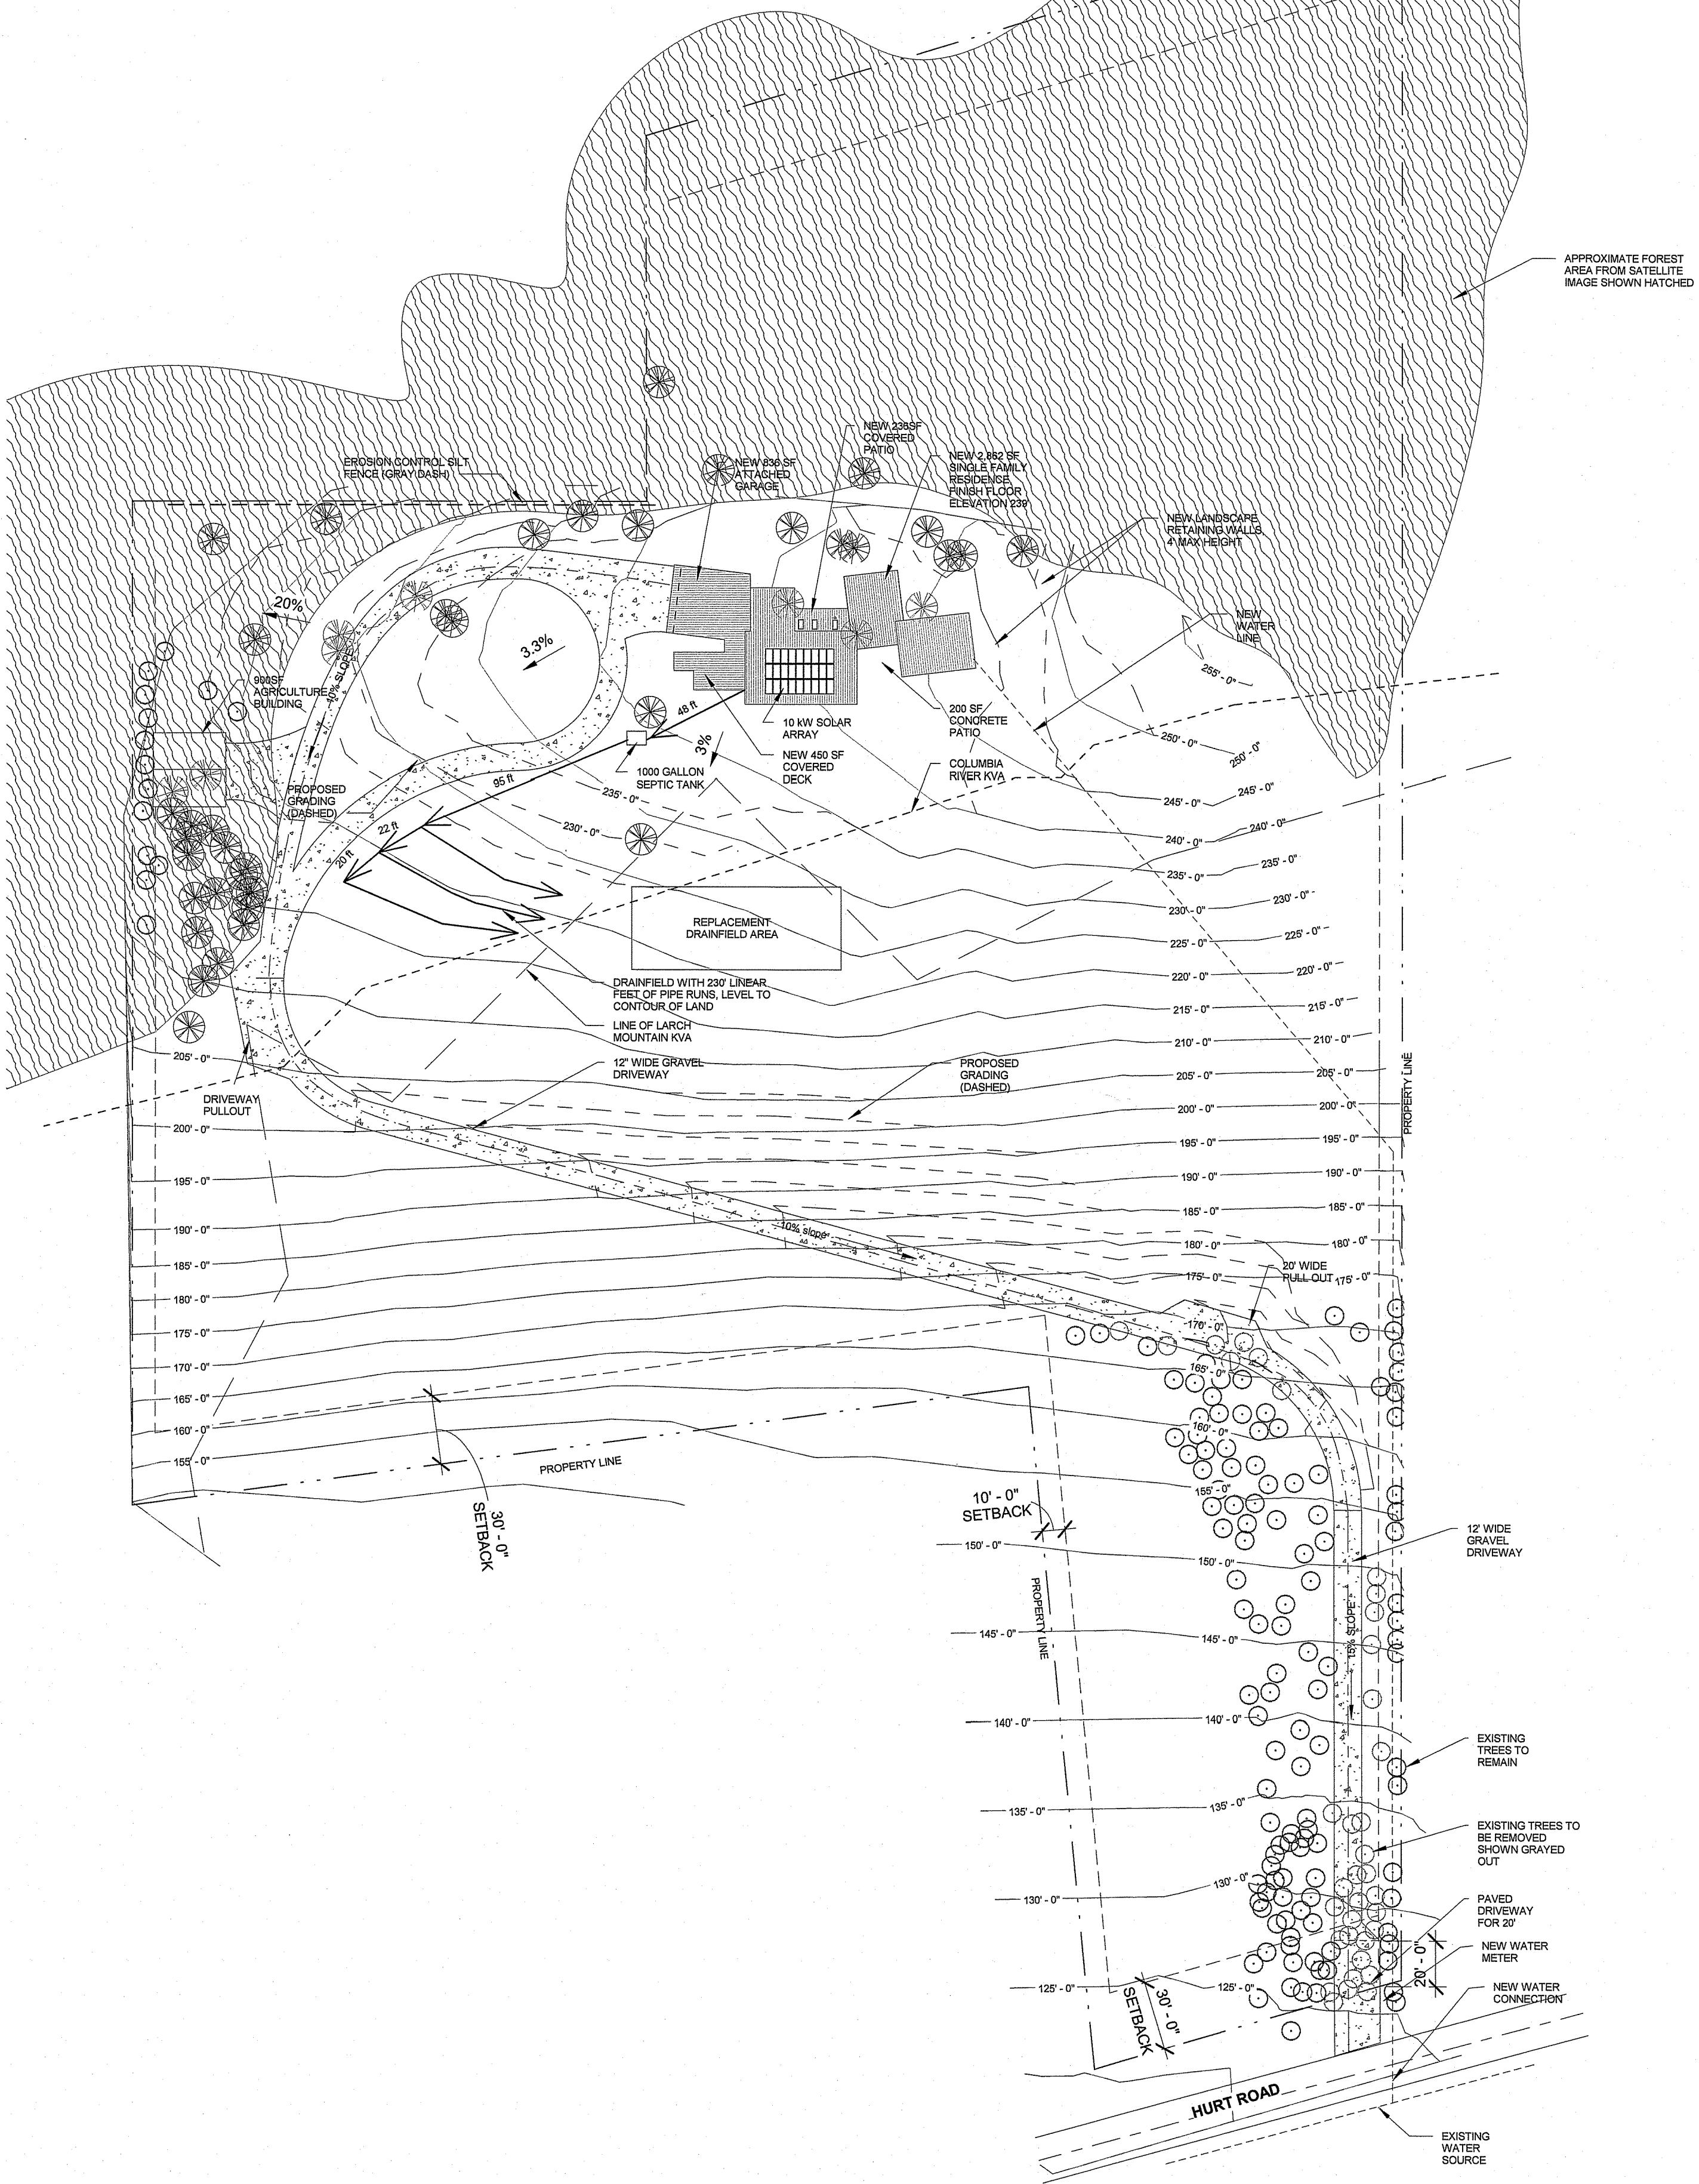 APPROXIMATE FOREST
AREA FROM SATELLITE
IMAGE SHOWN HATCHED
NEW 236SF
COVERED
PATIO
EROSION CONTROL SILT
FENCE (GRAY DASH)
NEW 836 SF
ATTACHED
GARAGE
NEW 2,862 SF
SINGLE FAMILY
RESIDENCE
FINISH FLOOR
ELEVATION 239
NEW LANDSCAPE
RETAINING WALLS,
4' MAX HEIGHT
20%
3.3%
NEW
WATER
LINE
10% SLOPE
900SF
AGRICULTURE
BUILDING
255' - 0"
48 ft
3%
10 kW SOLAR
ARRAY
200 SF
CONCRETE
PATIO
250' - 0"
250' - 0"
NEW 450 SF
COVERED
DECK
COLUMBIA
RIVER KVA
1000 GALLON
SEPTIC TANK
95 ft
PROPOSED
GRADING
(DASHED)
235' - 0"
245' - 0"
245' - 0"
22 ft
230' - 0"
240' - 0"
240' - 0"
20 ft
235' - 0"
235' - 0"
230' - 0"
230' - 0"
REPLACEMENT
DRAINFIELD AREA
225' - 0"
225' - 0"
220' - 0"
220' - 0"
DRAINFIELD WITH 230' LINEAR
FEET OF PIPE RUNS, LEVEL TO
CONTOUR OF LAND
215' - 0"
215' - 0"
LINE OF LARCH
MOUNTAIN KVA
210' - 0"
210' - 0"
205' - 0"
12" WIDE GRAVEL
DRIVEWAY
PROPOSED
GRADING
(DASHED)
205' - 0"
205' - 0"
PROPERTY LINE
DRIVEWAY
PULLOUT
200' - 0"
200' - 0"
200' - 0"
195' - 0"
195' - 0"
195' - 0"
190' - 0"
190' - 0"
190' - 0"
185' - 0"
185' - 0"
10% slope
180' - 0"
180' - 0"
185' - 0"
20' WIDE
PULL OUT
175' - 0"
175' - 0"
180' - 0"
170' - 0"
175' - 0"
170' - 0"
165' - 0"
165' - 0"
160' - 0"
160' - 0"
155' - 0"
PROPERTY LINE
155' - 0"
30' - 0"
SETBACK
10' - 0"
SETBACK
12' WIDE
GRAVEL
DRIVEWAY
150' - 0"
150' - 0"
PROPERTY LINE
15% SLOPE
145' - 0"
145' - 0"
140' - 0"
140' - 0"
EXISTING
TREES TO
REMAIN
135' - 0"
135' - 0"
EXISTING TREES TO
BE REMOVED
SHOWN GRAYED
OUT
130' - 0"
130' - 0"
PAVED
DRIVEWAY
FOR 20'
20' - 0"
NEW WATER
METER
125' - 0"
125' - 0"
NEW WATER
CONNECTION
30' - 0"
SETBACK
HURT ROAD
EXISTING
WATER
SOURCE